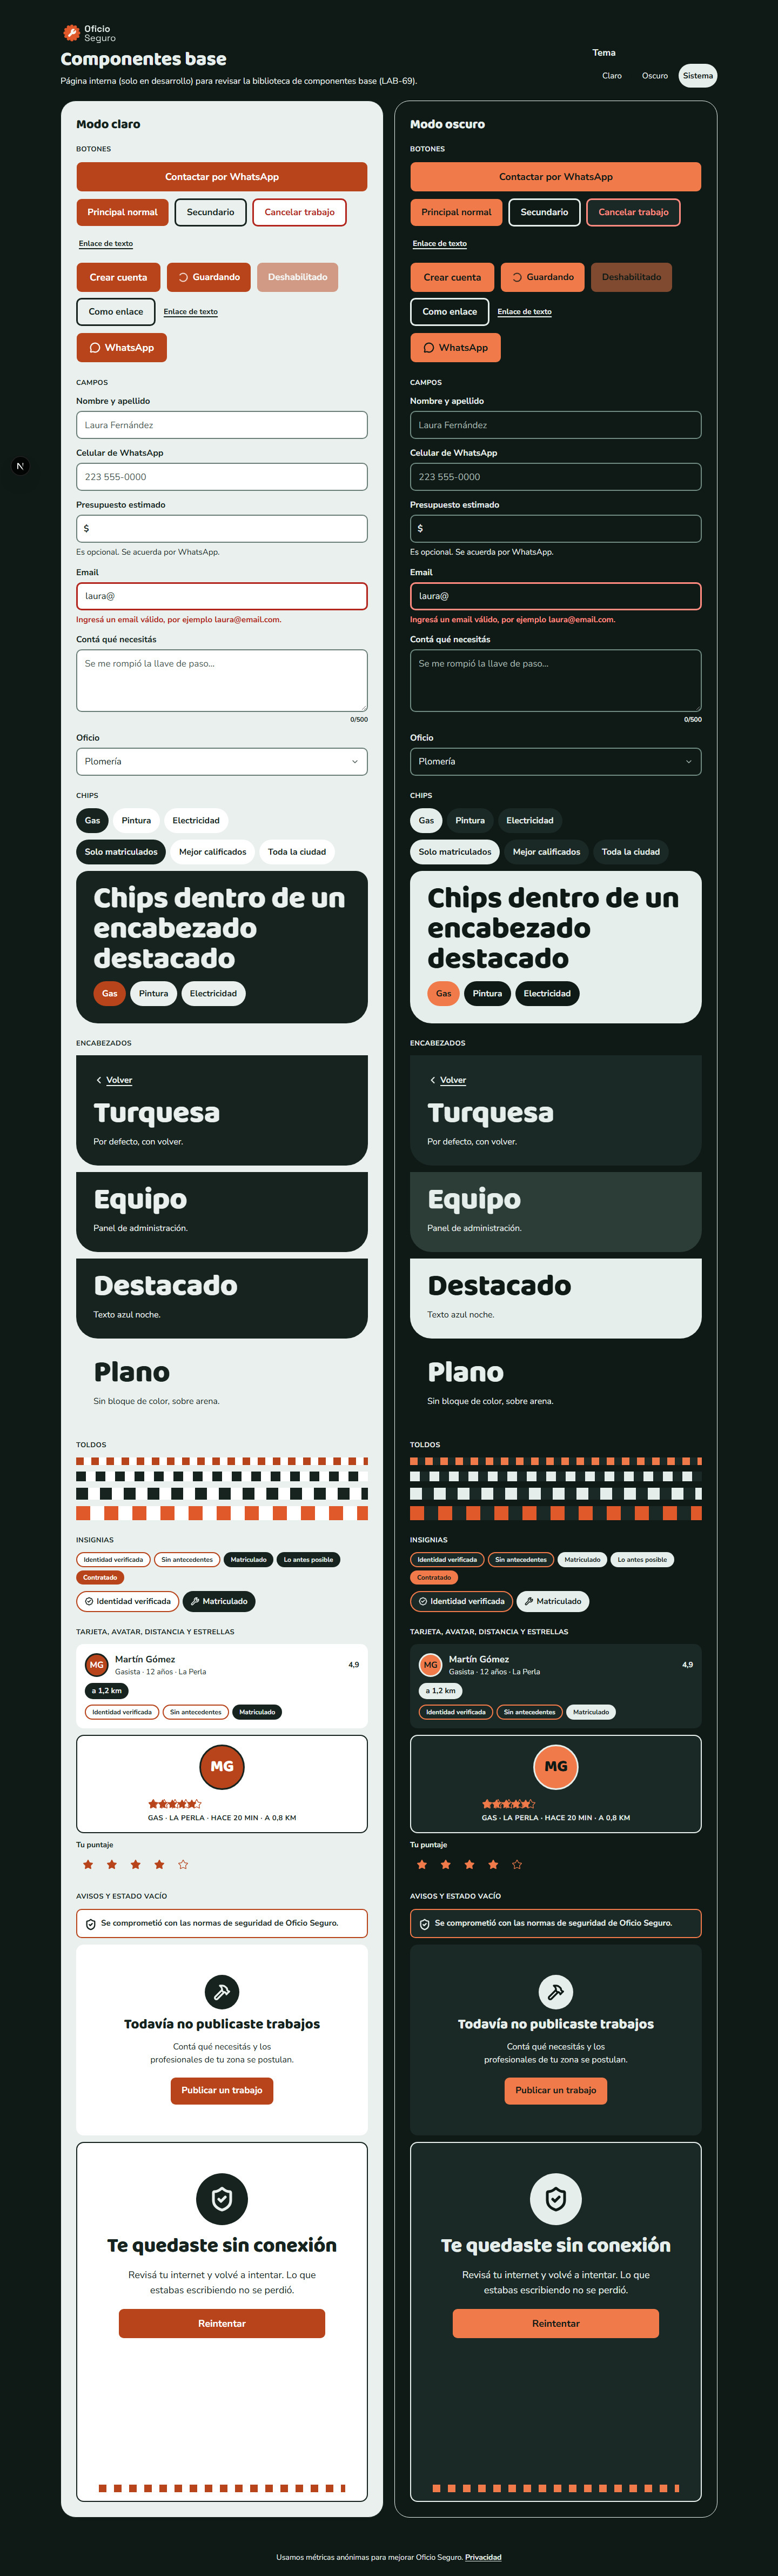 Oficio
Seguro
Componentes base
Página interna (solo en desarrollo) para revisar la biblioteca de componentes base (LAB-69).
Tema
Claro Oscuro Sistema
Modo claro
BOTONES
Contactar por WhatsApp
Principal normal Secundario Cancelar trabajo
Enlace de texto
Crear cuenta Guardando Deshabilitado
Como enlace Enlace de texto
WhatsApp
CAMPOS
Nombre y apellido
Laura Fernández
Celular de WhatsApp
223 555-0000
Presupuesto estimado
$
Es opcional. Se acuerda por WhatsApp.
Email
laura@
Ingresá un email válido, por ejemplo laura@email.com.
Contá qué necesitás
Se me rompió la llave de paso...
0/500
Oficio
Plomería
CHIPS
Gas Pintura Electricidad
Solo matriculados Mejor calificados Toda la ciudad
Chips dentro de un
encabezado
destacado
Gas Pintura Electricidad
ENCABEZADOS
Volver
Turquesa
Por defecto, con volver.
Equipo
Panel de administración.
Destacado
Texto azul noche.
Plano
Sin bloque de color, sobre arena.
TOLDOS
INSIGNIAS
Identidad verificada Sin antecedentes Matriculado Lo antes posible
Contratado
Identidad verificada Matriculado
TARJETA, AVATAR, DISTANCIA Y ESTRELLAS
MG Martín Gómez 4,9
Gasista · 12 años · La Perla
a 1,2 km
Identidad verificada Sin antecedentes Matriculado
MG
GAS · LA PERLA · HACE 20 MIN · A 0,8 KM
Tu puntaje
AVISOS Y ESTADO VACÍO
Se comprometió con las normas de seguridad de Oficio Seguro.
Todavía no publicaste trabajos
Contá qué necesitás y los
profesionales de tu zona se postulan.
Publicar un trabajo
Te quedaste sin conexión
Revisá tu internet y volvé a intentar. Lo que
estabas escribiendo no se perdió.
Reintentar
Modo oscuro
BOTONES
Contactar por WhatsApp
Principal normal Secundario Cancelar trabajo
Enlace de texto
Crear cuenta Guardando Deshabilitado
Como enlace Enlace de texto
WhatsApp
CAMPOS
Nombre y apellido
Laura Fernández
Celular de WhatsApp
223 555-0000
Presupuesto estimado
$
Es opcional. Se acuerda por WhatsApp.
Email
laura@
Ingresá un email válido, por ejemplo laura@email.com.
Contá qué necesitás
Se me rompió la llave de paso...
0/500
Oficio
Plomería
CHIPS
Gas Pintura Electricidad
Solo matriculados Mejor calificados Toda la ciudad
Chips dentro de un
encabezado
destacado
Gas Pintura Electricidad
ENCABEZADOS
Volver
Turquesa
Por defecto, con volver.
Equipo
Panel de administración.
Destacado
Texto azul noche.
Plano
Sin bloque de color, sobre arena.
TOLDOS
INSIGNIAS
Identidad verificada Sin antecedentes Matriculado Lo antes posible
Contratado
Identidad verificada Matriculado
TARJETA, AVATAR, DISTANCIA Y ESTRELLAS
MG Martín Gómez 4,9
Gasista · 12 años · La Perla
a 1,2 km
Identidad verificada Sin antecedentes Matriculado
MG
GAS · LA PERLA · HACE 20 MIN · A 0,8 KM
Tu puntaje
AVISOS Y ESTADO VACÍO
Se comprometió con las normas de seguridad de Oficio Seguro.
Todavía no publicaste trabajos
Contá qué necesitás y los
profesionales de tu zona se postulan.
Publicar un trabajo
Te quedaste sin conexión
Revisá tu internet y volvé a intentar. Lo que
estabas escribiendo no se perdió.
Reintentar
N
Usamos métricas anónimas para mejorar Oficio Seguro. Privacidad